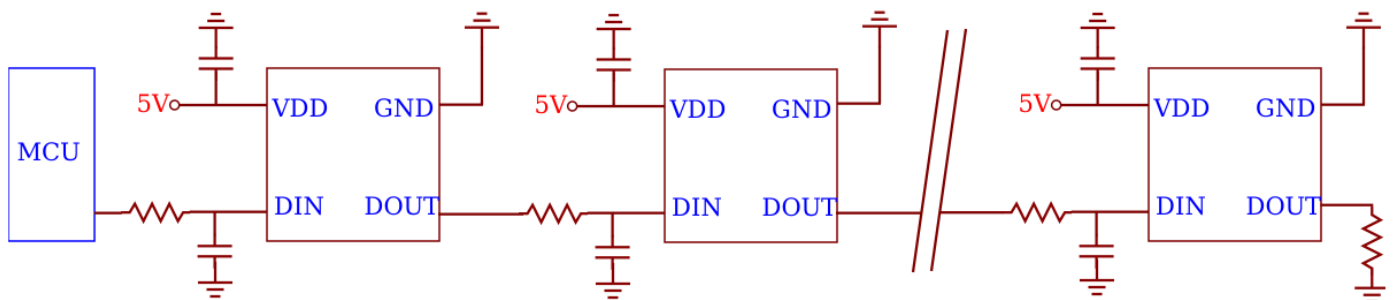 5V
VDD
GND
5V
VDD
GND
5V
VDD
GND
MCU
DIN
DOUT
DIN
DOUT
DIN
DOUT